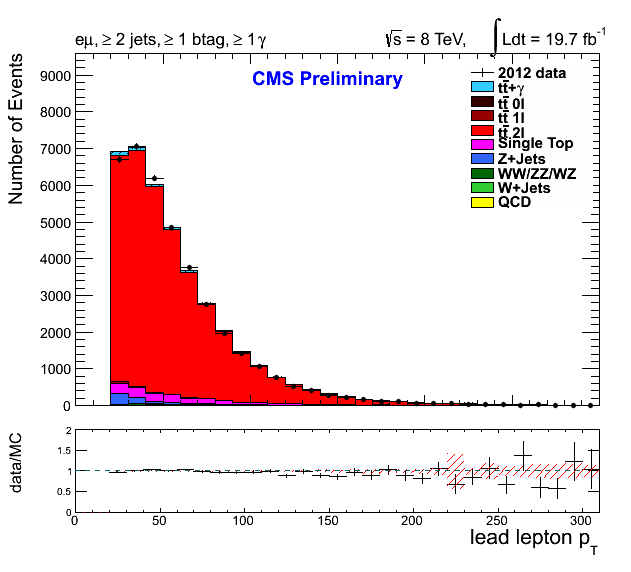 eμ, ≥ 2 jets, ≥ 1 btag, ≥ 1 γ
√s = 8 TeV, ∫ Ldt = 19.7 fb⁻¹
CMS Preliminary
2012 data
tt̄+γ
tt̄ 0l
tt̄ 1l
tt̄ 2l
Single Top
Z+Jets
WW/ZZ/WZ
W+Jets
QCD
Number of Events
9000
8000
7000
6000
5000
4000
3000
2000
1000
0
data/MC
2
1.5
1
0.5
0
0 50 100 150 200 250 300
lead lepton p_T